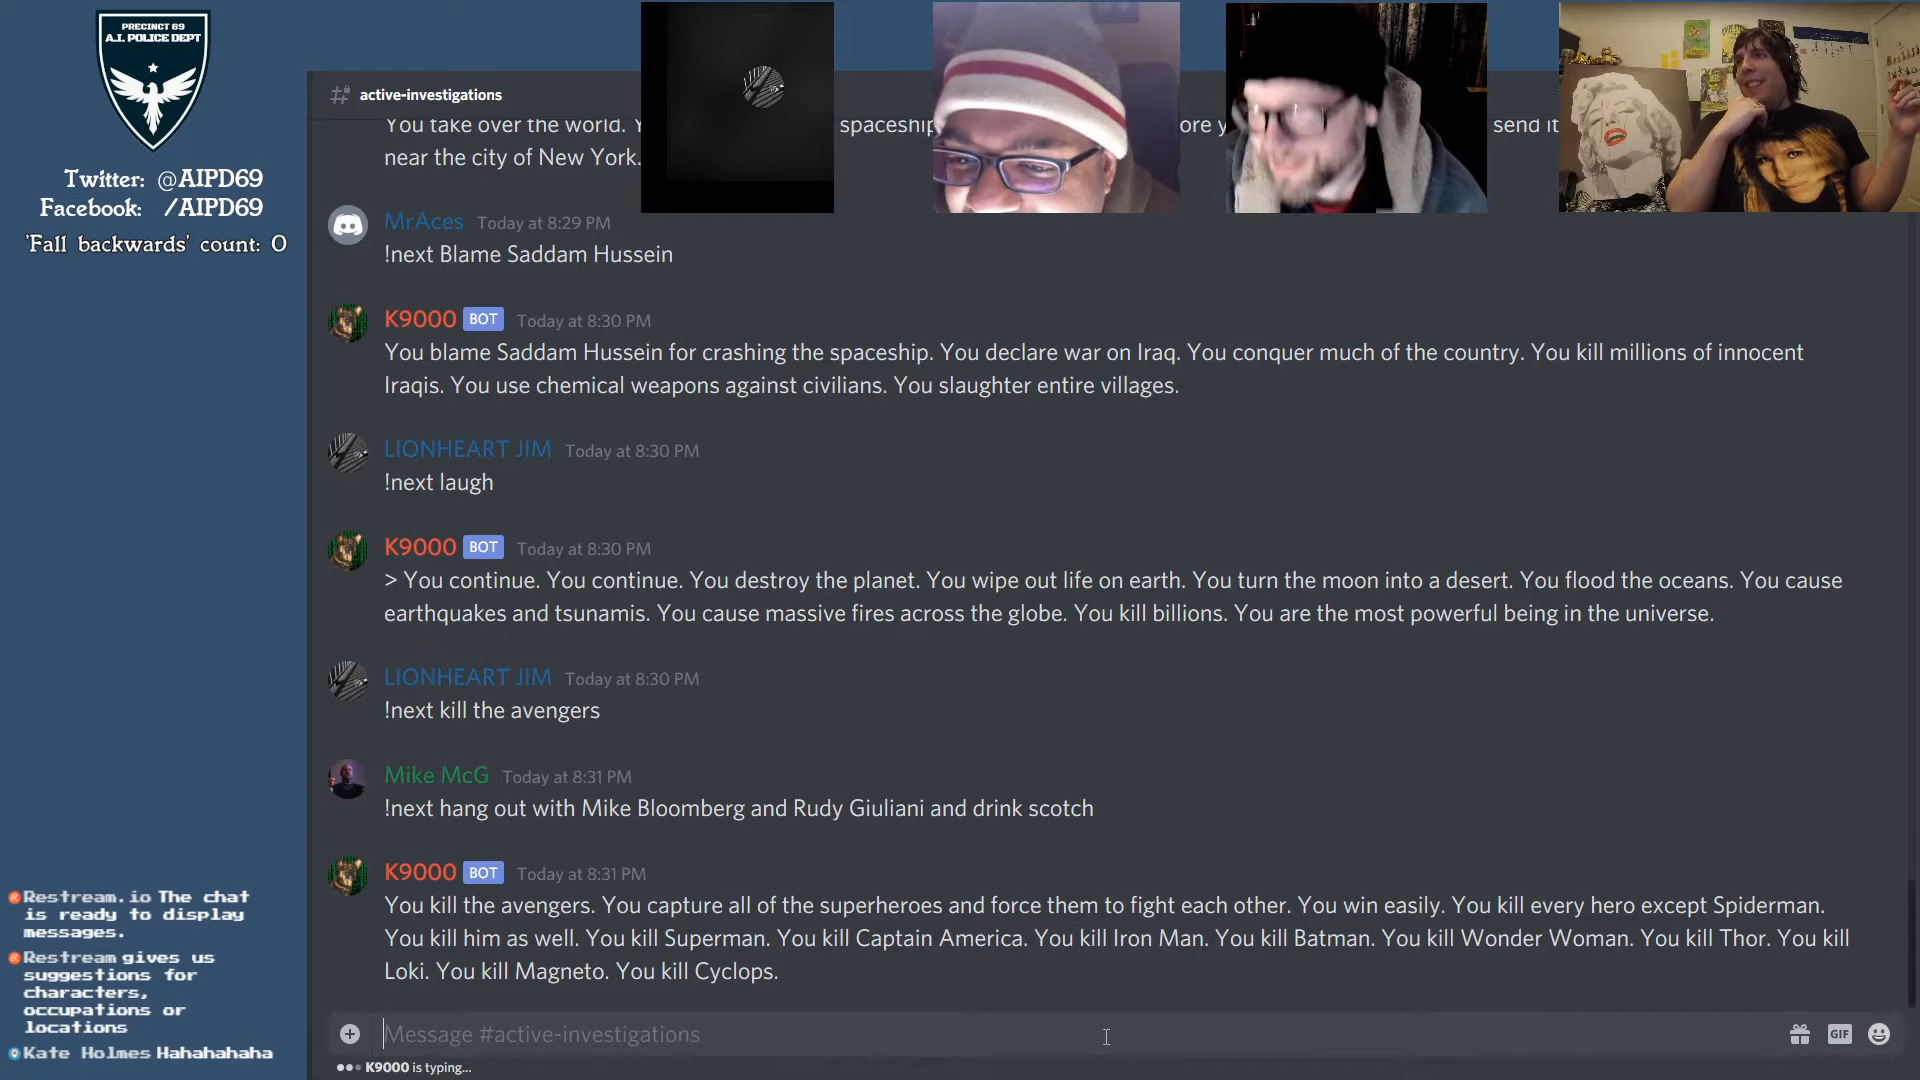 PRECINCT 69
A.I. POLICE DEPT
Twitter: @AIPD69
Facebook: /AIPD69
'Fall backwards' count: 0
Restream.io The chat
is ready to display
messages.
Restream gives us
suggestions for
characters,
occupations or
locations
Kate Holmes Hahahahaha
active-investigations
You take over the world. spaceship ore send it
near the city of New York.
MrAces Today at 8:29 PM
!next Blame Saddam Hussein
K9000 BOT Today at 8:30 PM
You blame Saddam Hussein for crashing the spaceship. You declare war on Iraq. You conquer much of the country. You kill millions of innocent
Iraqis. You use chemical weapons against civilians. You slaughter entire villages.
LIONHEART JIM Today at 8:30 PM
!next laugh
K9000 BOT Today at 8:30 PM
> You continue. You continue. You destroy the planet. You wipe out life on earth. You turn the moon into a desert. You flood the oceans. You cause
earthquakes and tsunamis. You cause massive fires across the globe. You kill billions. You are the most powerful being in the universe.
LIONHEART JIM Today at 8:30 PM
!next kill the avengers
Mike McG Today at 8:31 PM
!next hang out with Mike Bloomberg and Rudy Giuliani and drink scotch
K9000 BOT Today at 8:31 PM
You kill the avengers. You capture all of the superheroes and force them to fight each other. You win easily. You kill every hero except Spiderman.
You kill him as well. You kill Superman. You kill Captain America. You kill Iron Man. You kill Batman. You kill Wonder Woman. You kill Thor. You kill
Loki. You kill Magneto. You kill Cyclops.
Message #active-investigations
GIF
K9000 is typing...